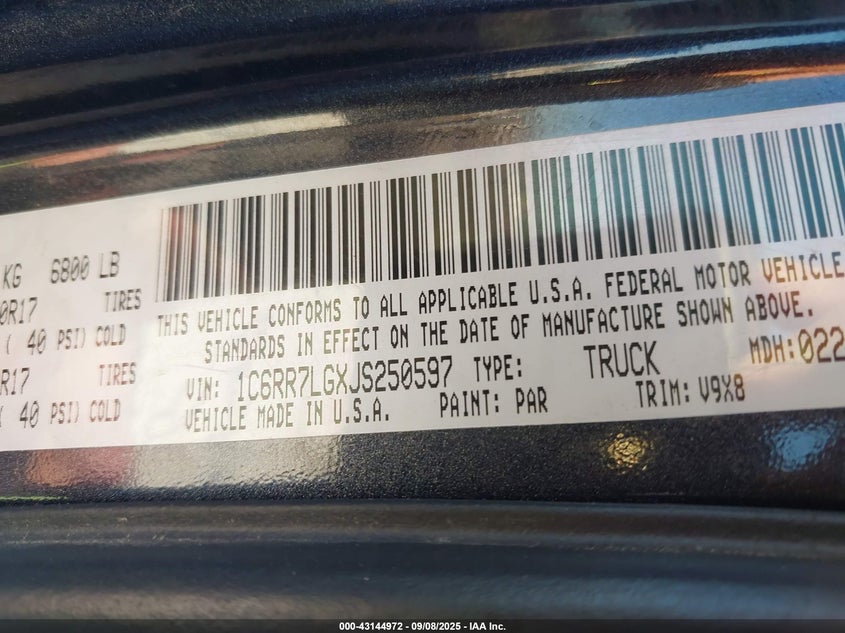 KG 6800 LB
0R17 TIRES
( 40 PSI) COLD
R17 TIRES
( 40 PSI) COLD
THIS VEHICLE CONFORMS TO ALL APPLICABLE U.S.A. FEDERAL MOTOR VEHICLE
STANDARDS IN EFFECT ON THE DATE OF MANUFACTURE SHOWN ABOVE.
VIN: 1C6RR7LGXJS250597 TYPE: TRUCK MDH:022
VEHICLE MADE IN U.S.A. PAINT: PAR TRIM: V9X8
000-43144972 - 09/08/2025 - IAA Inc.